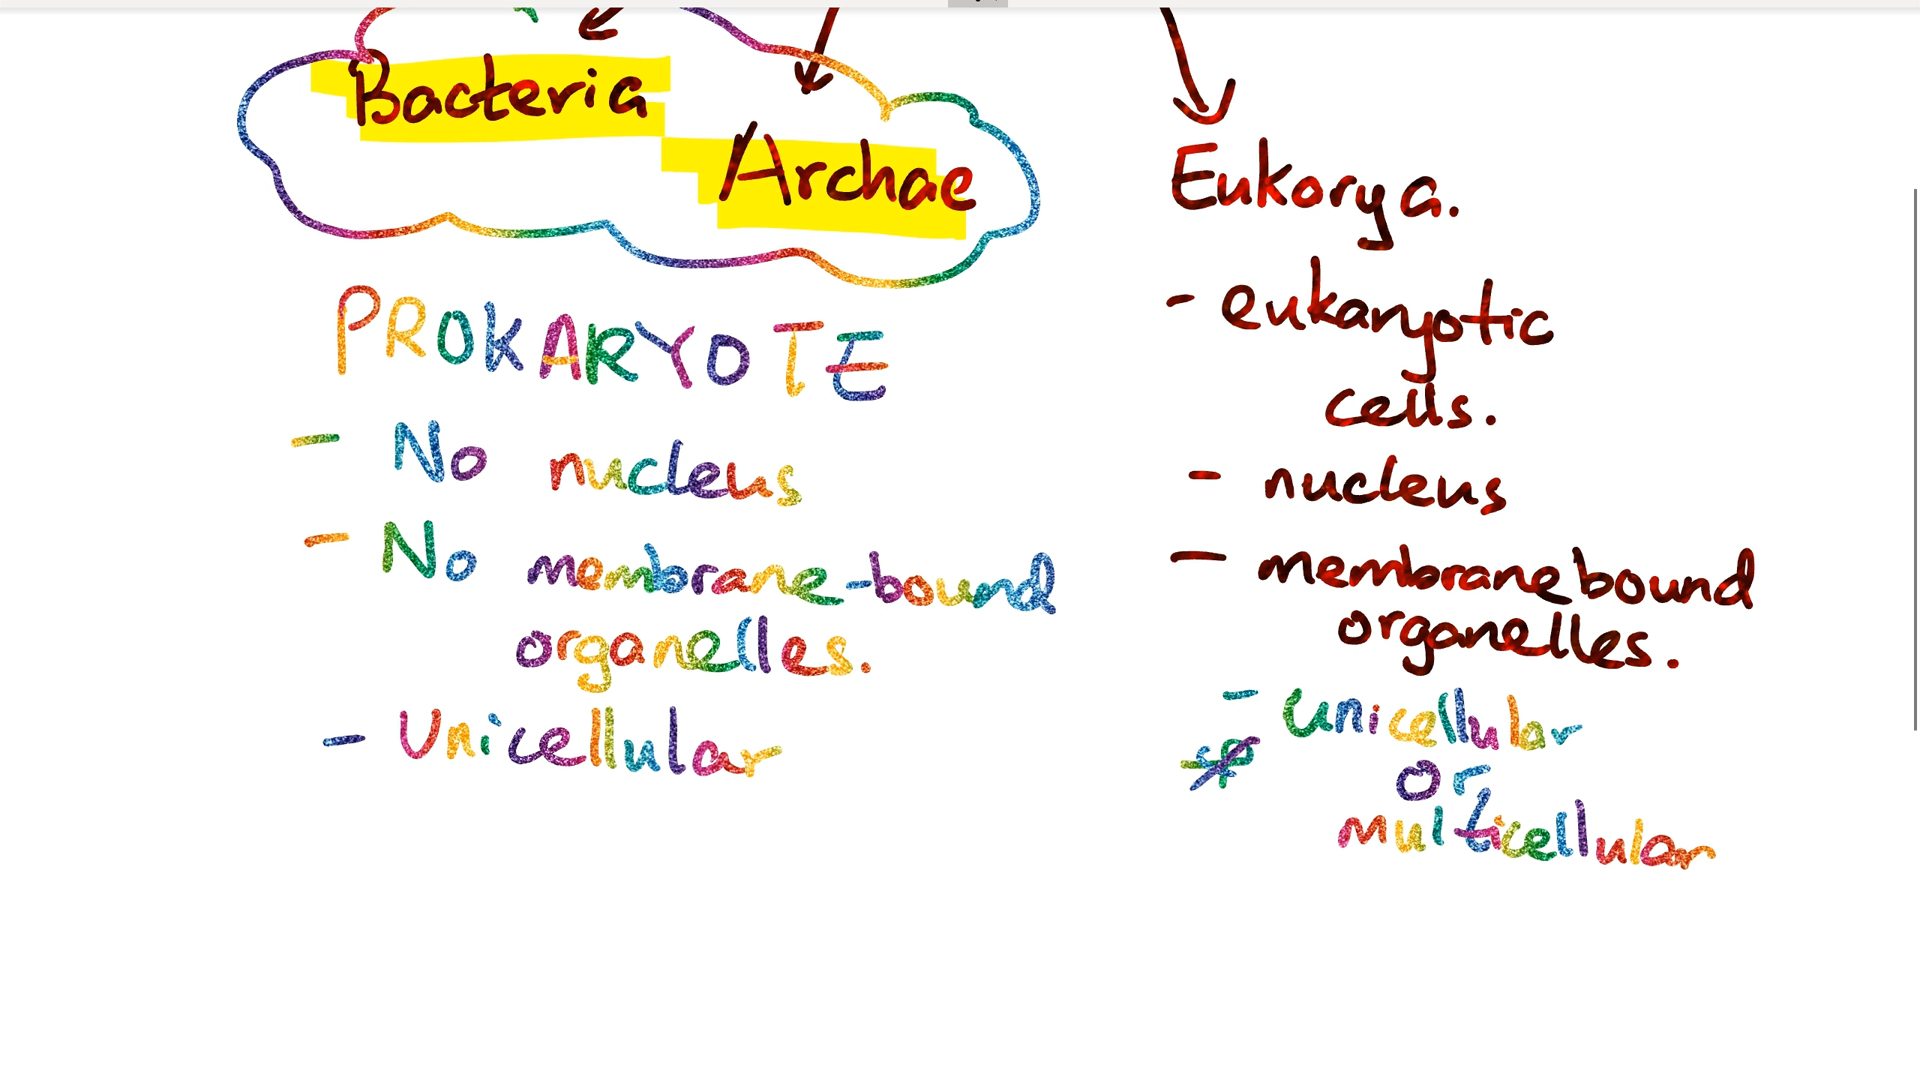 Bacteria
Archae
PROKARYOTE
- No nucleus
- No membrane-bound
organelles.
- Unicellular
Eukorya.
- eukaryotic
cells.
- nucleus
- membrane bound
organelles.
- unicellular
or
multicellular